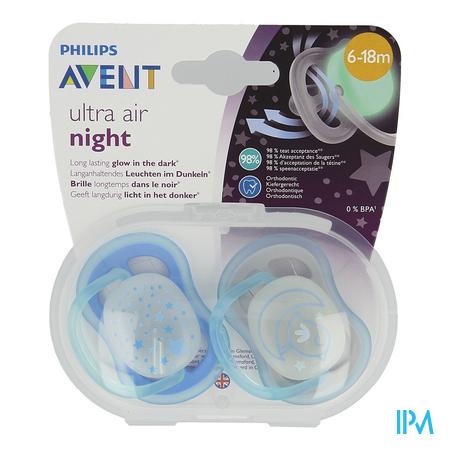 PHILIPS
AVENT
6-18m
ultra air
night
Long lasting glow in the dark*
Langanhaltendes Leuchten im Dunkeln*
Brille longtemps dans le noir*
Geeft langdurig licht in het donker*
98%
98 % teat acceptance**
98 % Akzeptanz des Saugers**
98 % d'acceptation de la tétine**
98 % speenacceptatie**
Orthodontic
Kiefergerecht
Orthodontique
Orthodontisch
0 % BPA¹
IPM